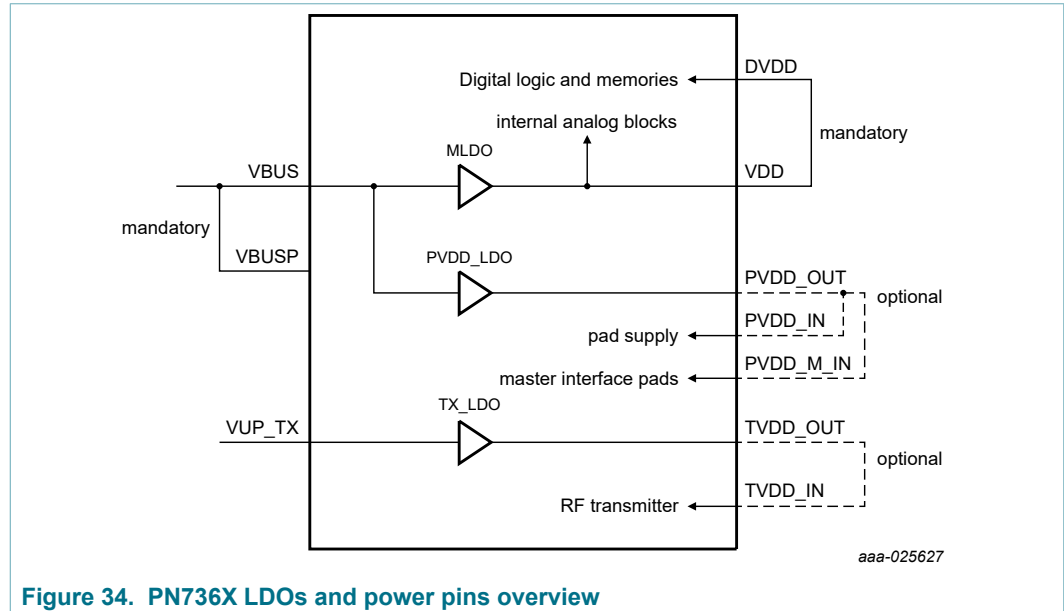 DVDD
Digital logic and memories
internal analog blocks
mandatory
MLDO
VBUS
VDD
mandatory
VBUSP
PVDD_LDO
PVDD_OUT
optional
PVDD_IN
pad supply
PVDD_M_IN
master interface pads
TX_LDO
VUP_TX
TVDD_OUT
optional
TVDD_IN
RF transmitter
aaa-025627
Figure 34. PN736X LDOs and power pins overview